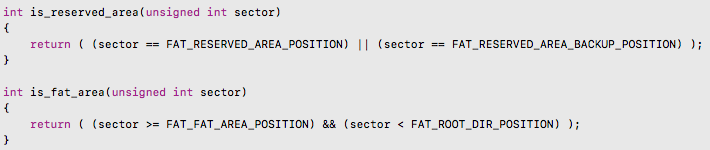 int is_reserved_area(unsigned int sector)
{
    return ( (sector == FAT_RESERVED_AREA_POSITION) || (sector == FAT_RESERVED_AREA_BACKUP_POSITION) );
}

int is_fat_area(unsigned int sector)
{
    return ( (sector >= FAT_FAT_AREA_POSITION) && (sector < FAT_ROOT_DIR_POSITION) );
}